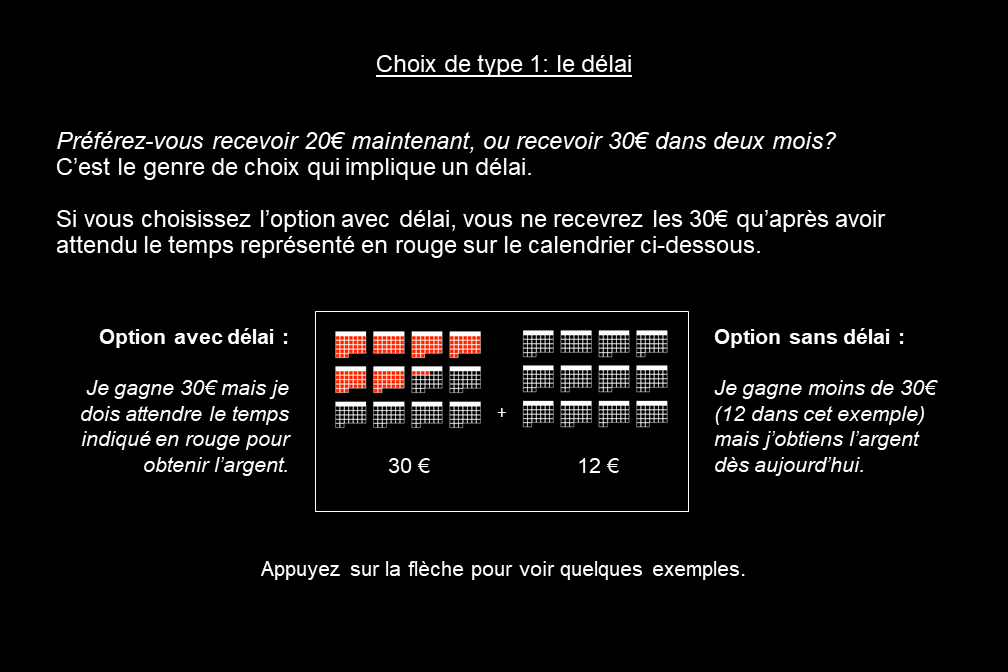 Choix de type 1: le délai
Préférez-vous recevoir 20€ maintenant, ou recevoir 30€ dans deux mois?
C’est le genre de choix qui implique un délai.
Si vous choisissez l’option avec délai, vous ne recevrez les 30€ qu’après avoir
attendu le temps représenté en rouge sur le calendrier ci-dessous.
Option avec délai :
Je gagne 30€ mais je
dois attendre le temps
indiqué en rouge pour
obtenir l’argent.
+
30 €
12 €
Option sans délai :
Je gagne moins de 30€
(12 dans cet exemple)
mais j’obtiens l’argent
dès aujourd’hui.
Appuyez sur la flèche pour voir quelques exemples.